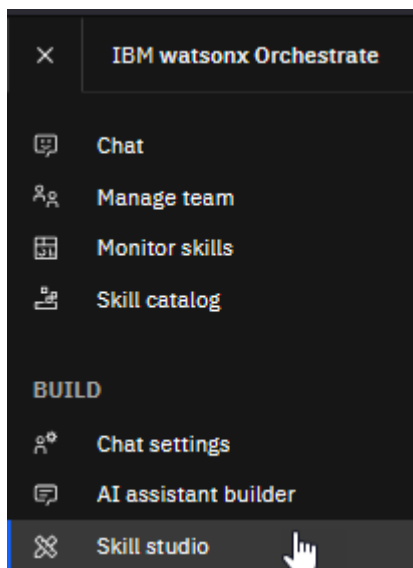 IBM watsonx Orchestrate
Chat
Manage team
Monitor skills
Skill catalog
BUILD
Chat settings
AI assistant builder
Skill studio